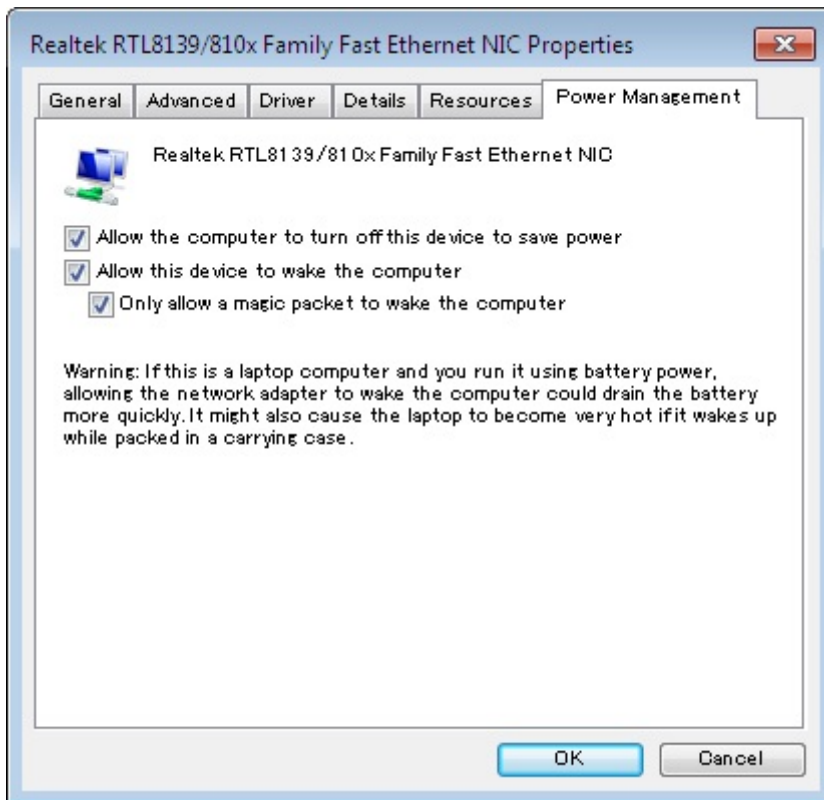 Realtek RTL8139/810x Family Fast Ethernet NIC Properties
General Advanced Driver Details Resources Power Management
Realtek RTL8139/810x Family Fast Ethernet NIC
Allow the computer to turn off this device to save power
Allow this device to wake the computer
Only allow a magic packet to wake the computer
Warning: If this is a laptop computer and you run it using battery power,
allowing the network adapter to wake the computer could drain the battery
more quickly. It might also cause the laptop to become very hot if it wakes up
while packed in a carrying case.
OK Cancel